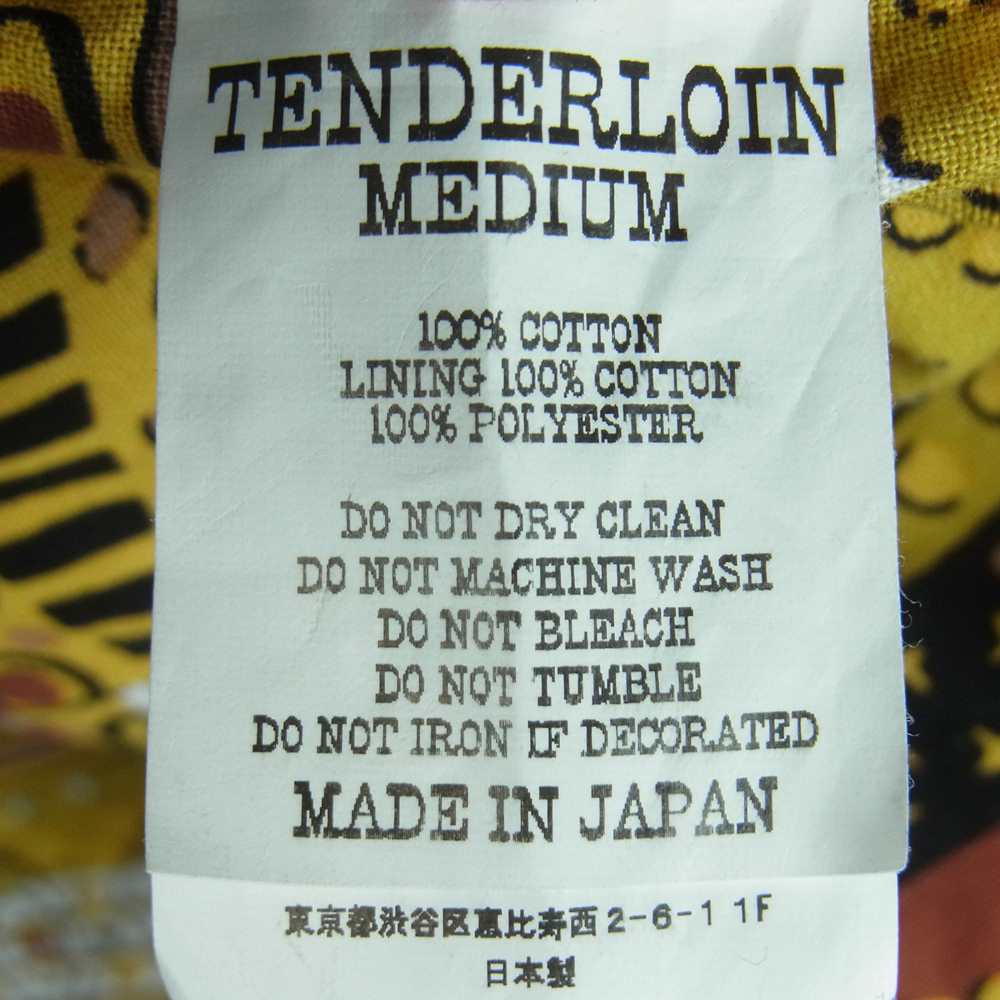 TENDERLOIN
MEDIUM
100% COTTON
LINING 100% COTTON
100% POLYESTER
DO NOT DRY CLEAN
DO NOT MACHINE WASH
DO NOT BLEACH
DO NOT TUMBLE
DO NOT IRON IF DECORATED
MADE IN JAPAN
東京都渋谷区恵比寿西2-6-1 1F
日本製